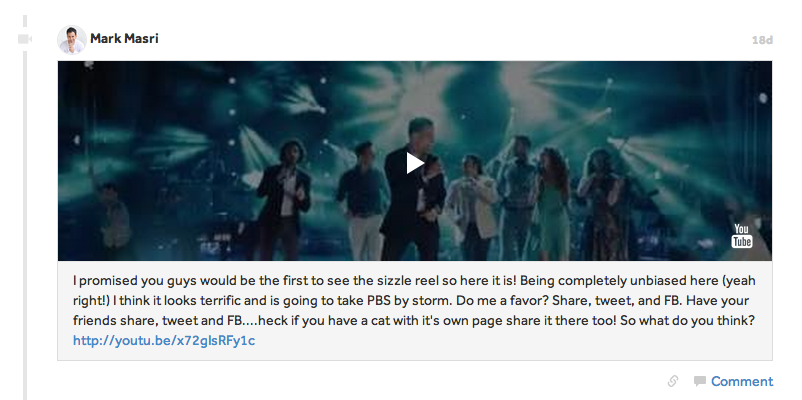 Mark Masri
18d
You
Tube
I promised you guys would be the first to see the sizzle reel so here it is! Being completely unbiased here (yeah
right!) I think it looks terrific and is going to take PBS by storm. Do me a favor? Share, tweet, and FB. Have your
friends share, tweet and FB....heck if you have a cat with it's own page share it there too! So what do you think?
http://youtu.be/x72glsRFy1c
Comment